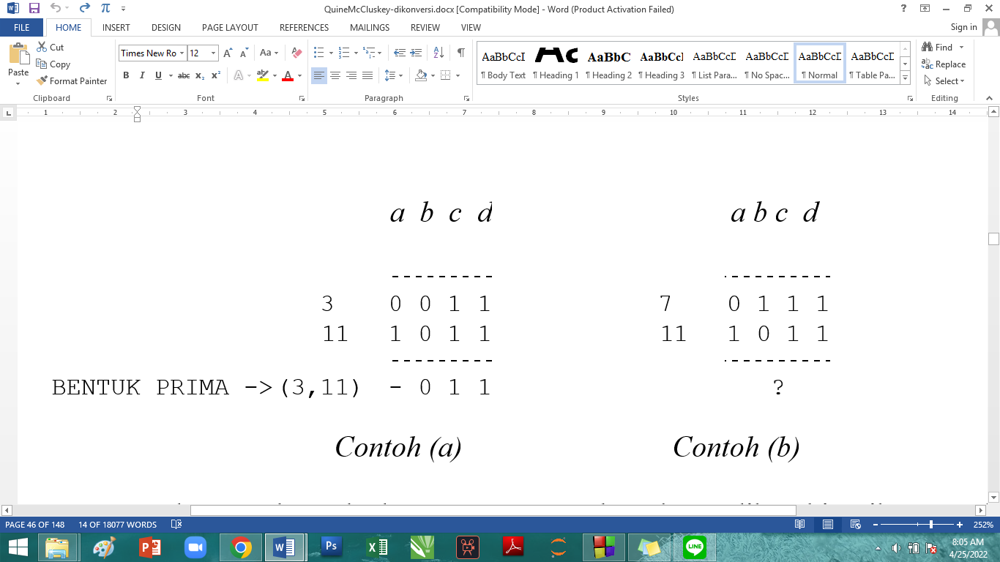 QuineMcCluskey-dikonversi.docx [Compatibility Mode] - Word (Product Activation Failed)
FILE HOME INSERT DESIGN PAGE LAYOUT REFERENCES MAILINGS REVIEW VIEW Sign in
Paste Cut Copy Format Painter
Times New Ro 12
AaBbCcI AaBbC AaBbCc AaBbCcI AaBbCcI AaBbCcI AaBbCcI
¶ Body Text ¶ Heading 1 ¶ Heading 2 ¶ Heading 3 ¶ List Para... ¶ No Spac... ¶ Normal ¶ Table Pa...
Find Replace Select
Clipboard Font Paragraph Styles Editing
1 2 3 4 5 6 7 8 9 10 11 12 13 14
a b c d a b c d
---------- ----------
3 0 0 1 1 7 0 1 1 1
11 1 0 1 1 11 1 0 1 1
---------- ----------
BENTUK PRIMA ->(3,11) - 0 1 1 ?
Contoh (a) Contoh (b)
PAGE 46 OF 148 14 OF 18077 WORDS 252%
8:05 AM
4/25/2022